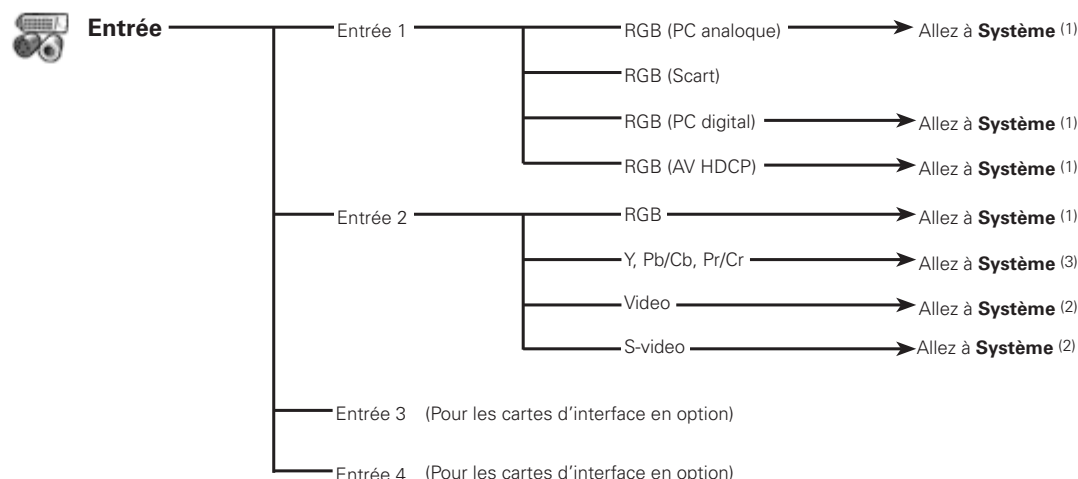 Entrée
Entrée 1
RGB (PC analoque)
Allez à Système (1)
RGB (Scart)
RGB (PC digital)
Allez à Système (1)
RGB (AV HDCP)
Allez à Système (1)
Entrée 2
RGB
Allez à Système (1)
Y, Pb/Cb, Pr/Cr
Allez à Système (3)
Video
Allez à Système (2)
S-video
Allez à Système (2)
Entrée 3 (Pour les cartes d’interface en option)
Entrée 4 (Pour les cartes d’interface en option)